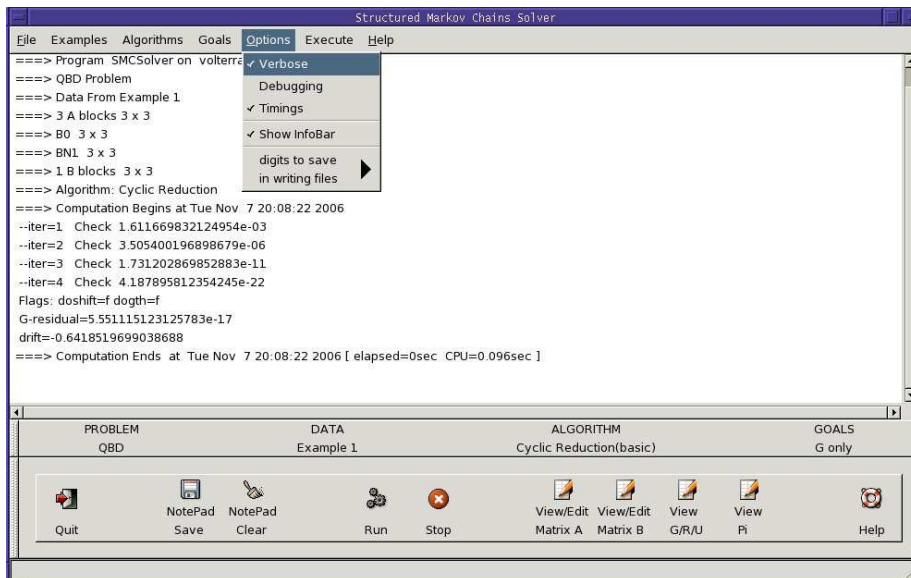 Structured Markov Chains Solver
File Examples Algorithms Goals Options Execute Help
===> Program SMCSolver on volterra
===> QBD Problem
===> Data From Example 1
===> 3 A blocks 3 x 3
===> B0 3 x 3
===> BN1 3 x 3
===> 1 B blocks 3 x 3
===> Algorithm: Cyclic Reduction
===> Computation Begins at Tue Nov 7 20:08:22 2006
--iter=1 Check 1.611669832124954e-03
--iter=2 Check 3.505400196898679e-06
--iter=3 Check 1.731202869852883e-11
--iter=4 Check 4.187895812354245e-22
Flags: doshift=f dogth=f
G-residual=5.551115123125783e-17
drift=-0.6418519699038688
===> Computation Ends at Tue Nov 7 20:08:22 2006 [ elapsed=0sec CPU=0.096sec ]
✓ Verbose
Debugging
✓ Timings
✓ Show InfoBar
digits to save
in writing files
PROBLEM DATA ALGORITHM GOALS
QBD Example 1 Cyclic Reduction(basic) G only
NotePad NotePad View/Edit View/Edit View View
Quit Save Clear Run Stop Matrix A Matrix B G/R/U Pi Help